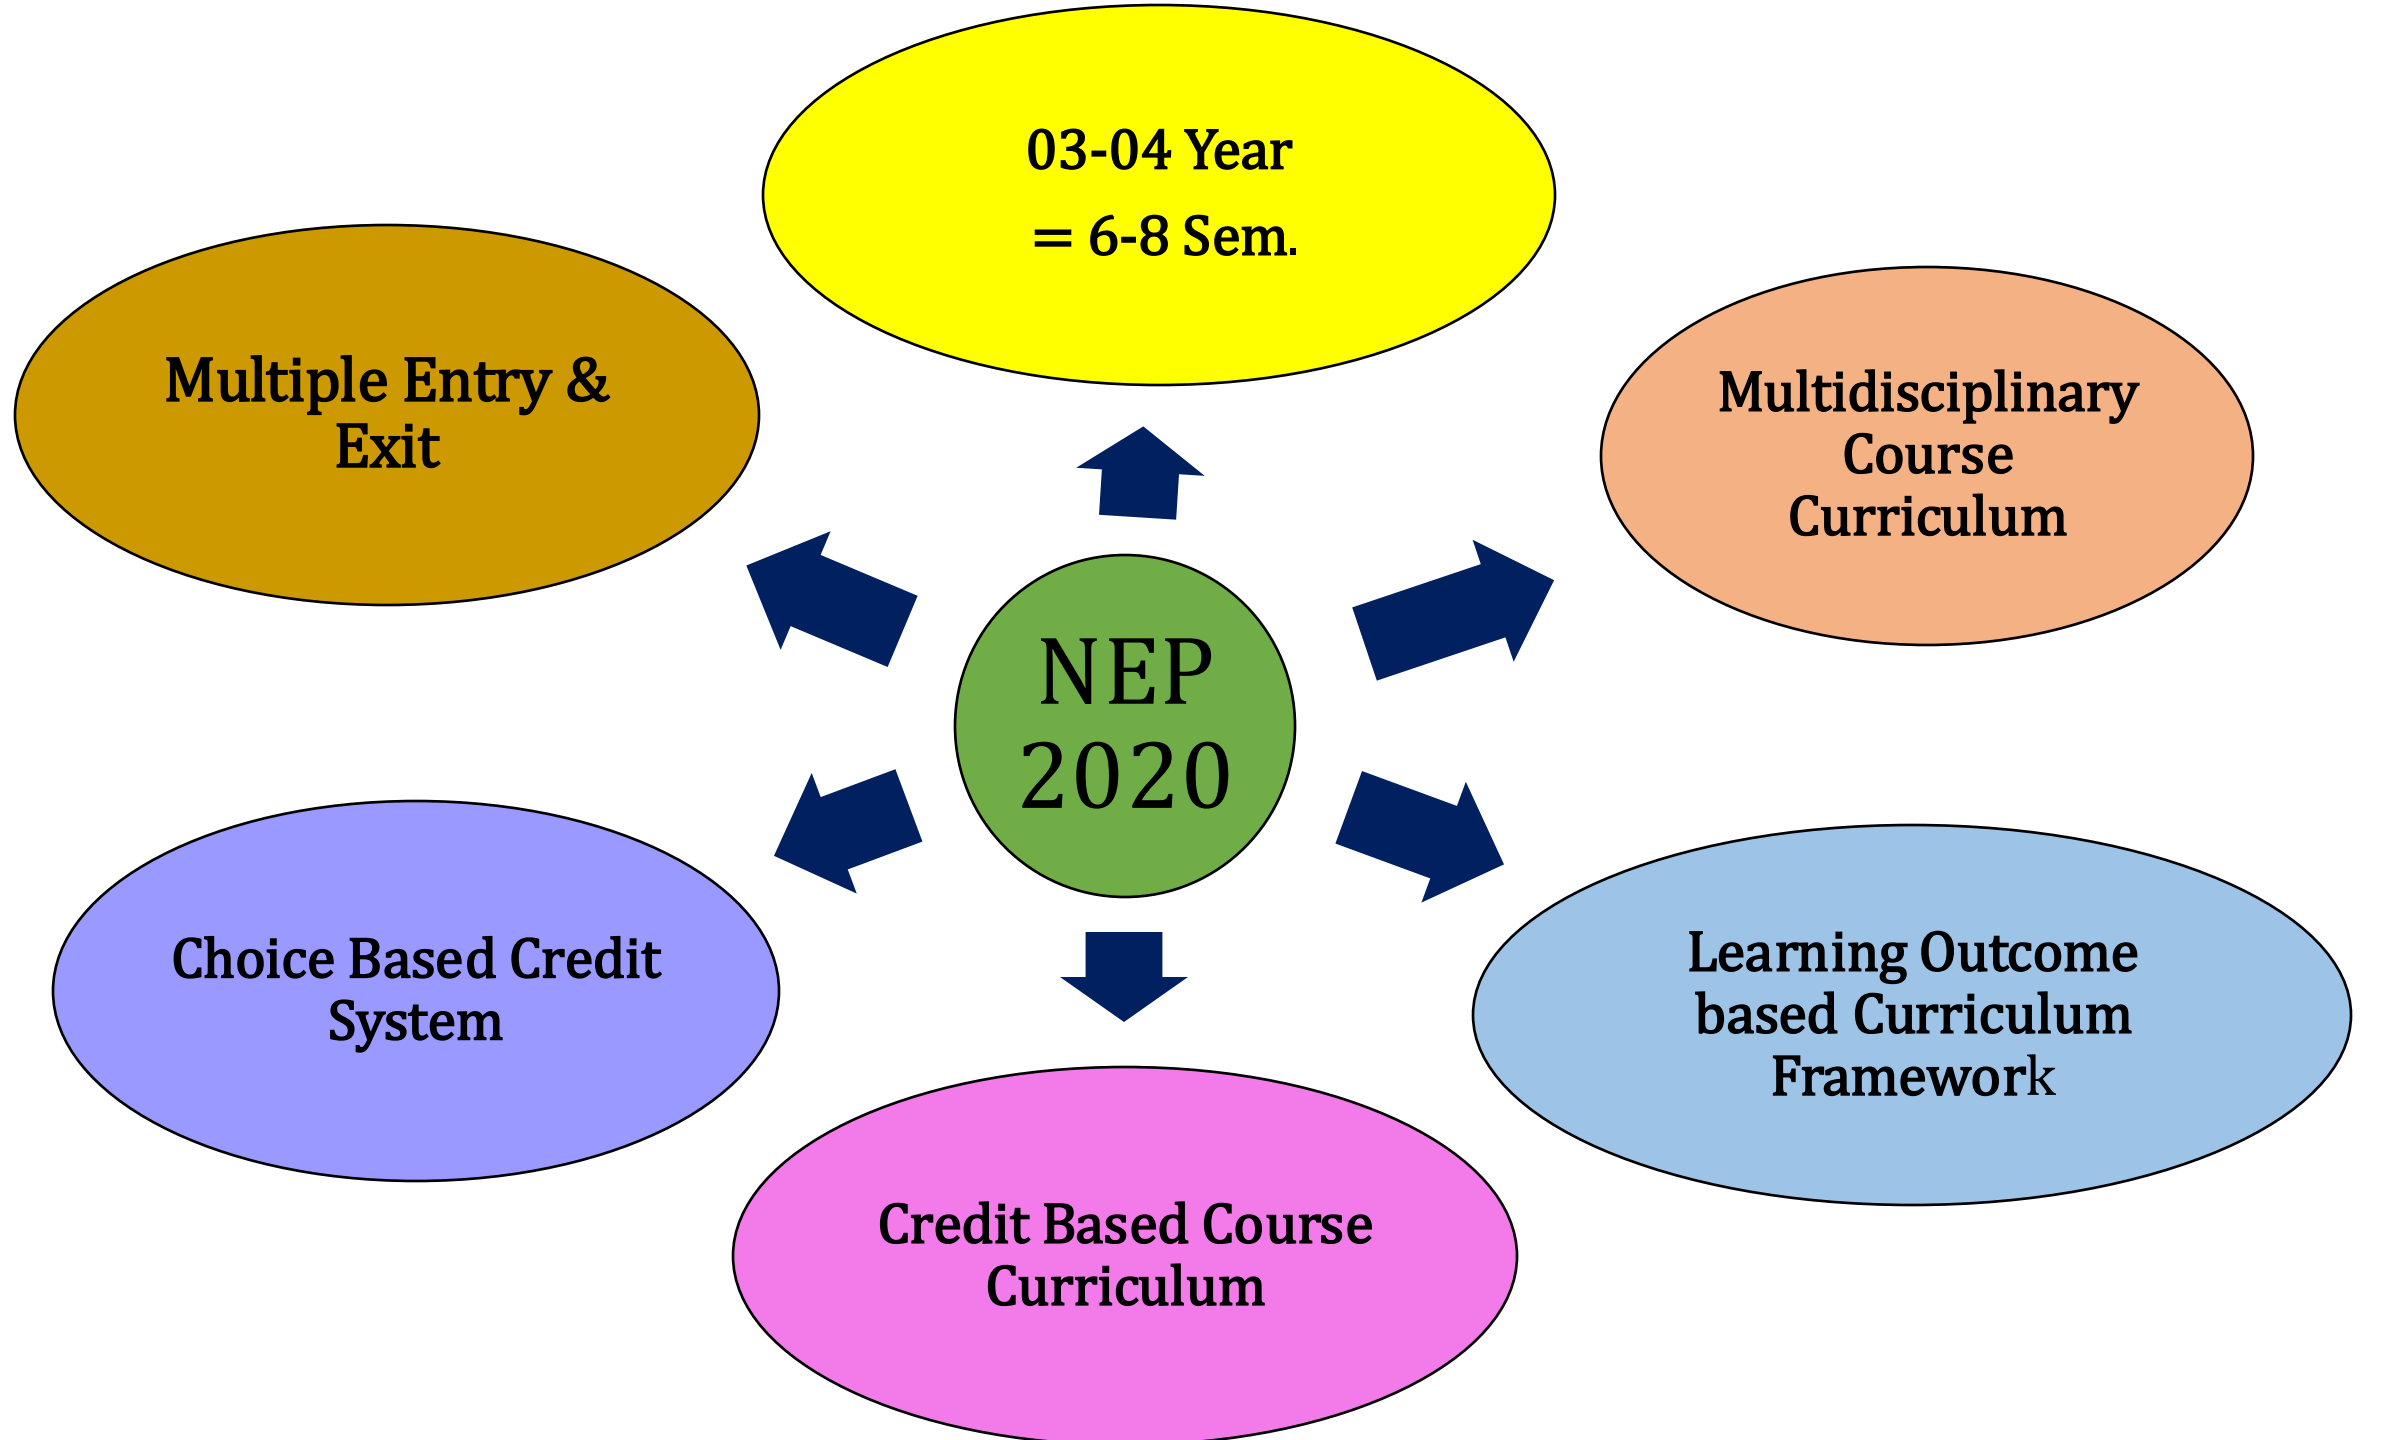 03-04 Year
= 6-8 Sem.
Multiple Entry &
Exit
Multidisciplinary
Course
Curriculum
NEP
2020
Choice Based Credit
System
Learning Outcome
based Curriculum
Framework
Credit Based Course
Curriculum